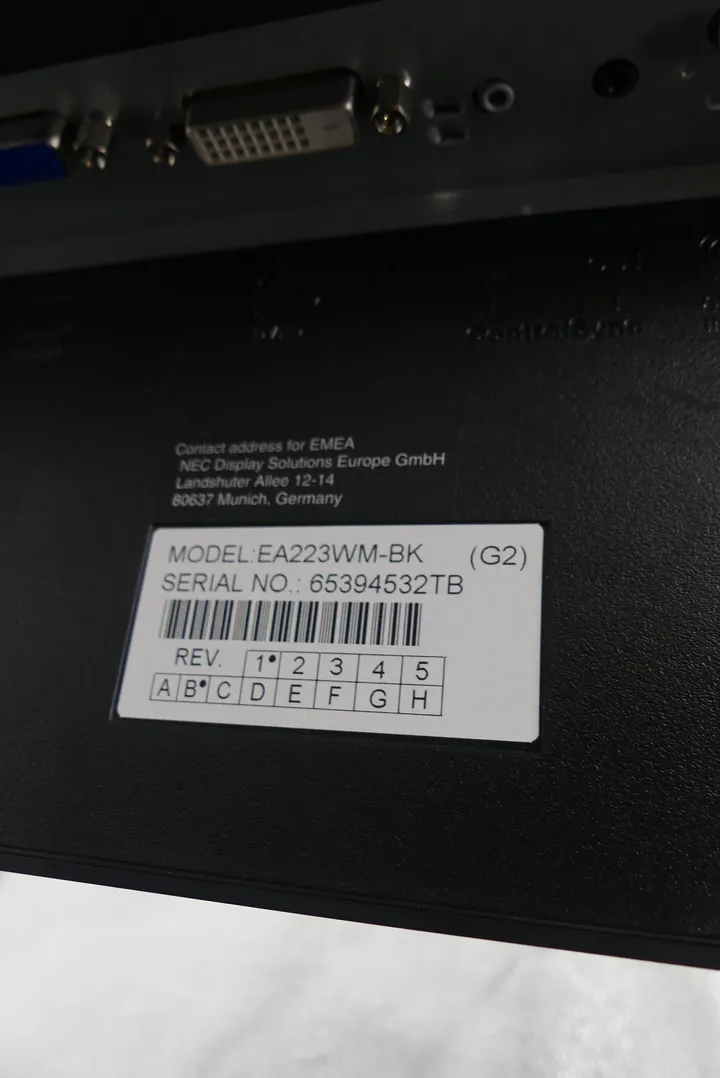 ControlSync
Contact address for EMEA
NEC Display Solutions Europe GmbH
Landshuter Allee 12-14
80637 Munich, Germany
MODEL:EA223WM-BK (G2)
SERIAL NO.: 65394532TB
REV. 1• 2 3 4 5
A B• C D E F G H